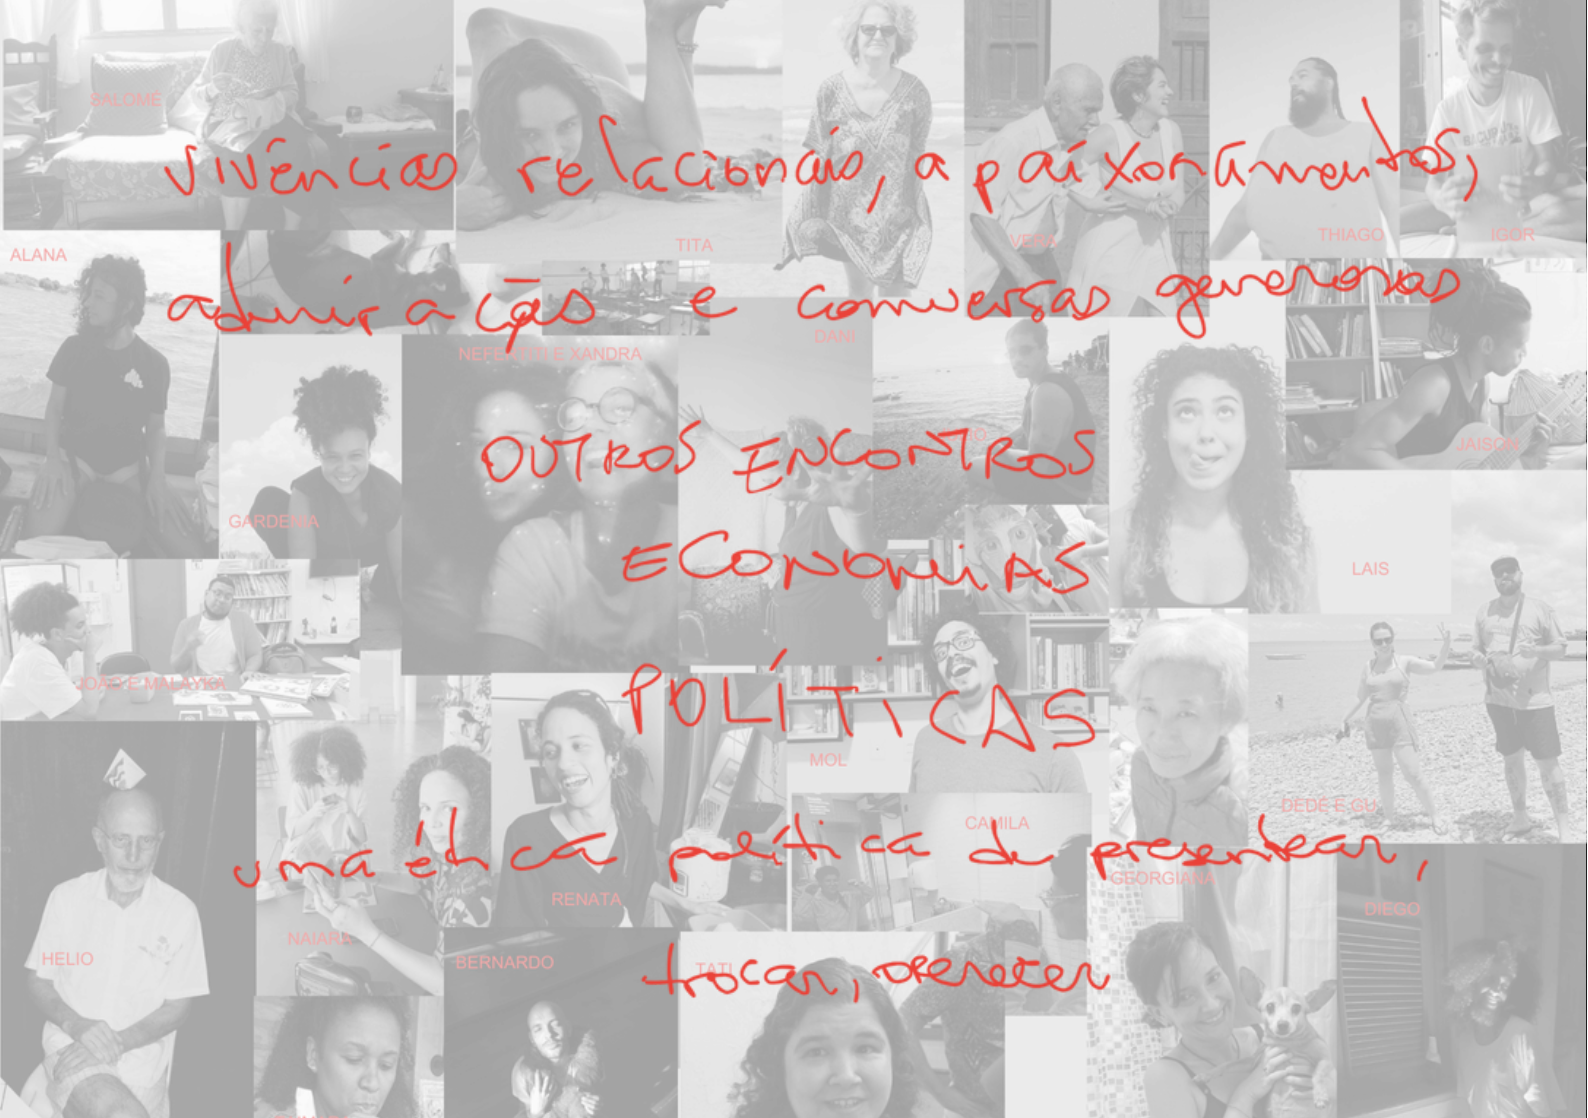 SALOMÉ
vivências relacionais, apaixonamentos,
ALANA
TITA
VERA
THIAGO
IGOR
admirações e conversas generosas
DANI
NEFERTITI E XANDRA
OUTROS ENCONTROS
JAISON
GARDENIA
ECONOMIAS
LAIS
JOÃO E MALAYKA
POLÍTICAS
MOL
DEDÉ E GU
CAMILA
uma ética política de presentear,
GEORGIANA
RENATA
DIEGO
NAIARA
HELIO
BERNARDO
TATI
trocar, oferecer